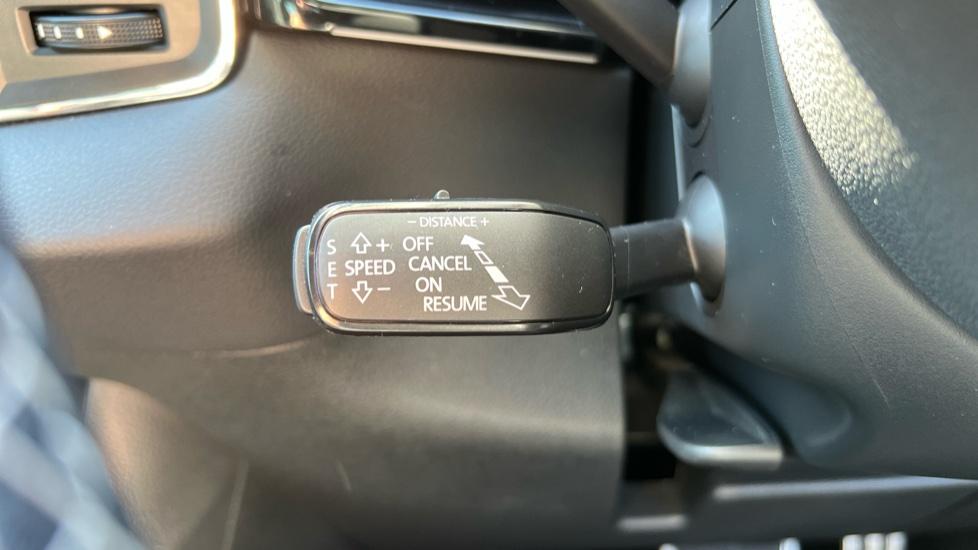 - DISTANCE +
S + OFF
E SPEED CANCEL
T - ON
RESUME